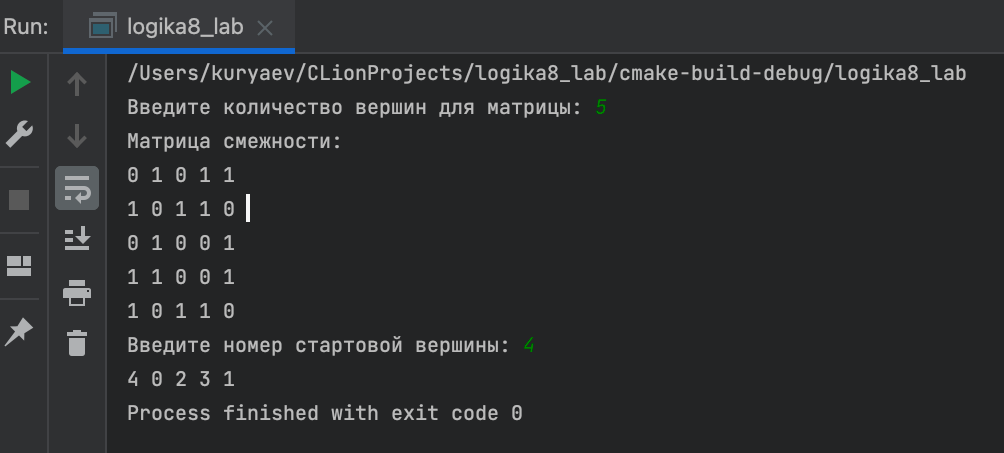 Run: logika8_lab
/Users/kuryaev/CLionProjects/logika8_lab/cmake-build-debug/logika8_lab
Введите количество вершин для матрицы: 5
Матрица смежности:
0 1 0 1 1
1 0 1 1 0
0 1 0 0 1
1 1 0 0 1
1 0 1 1 0
Введите номер стартовой вершины: 4
4 0 2 3 1
Process finished with exit code 0